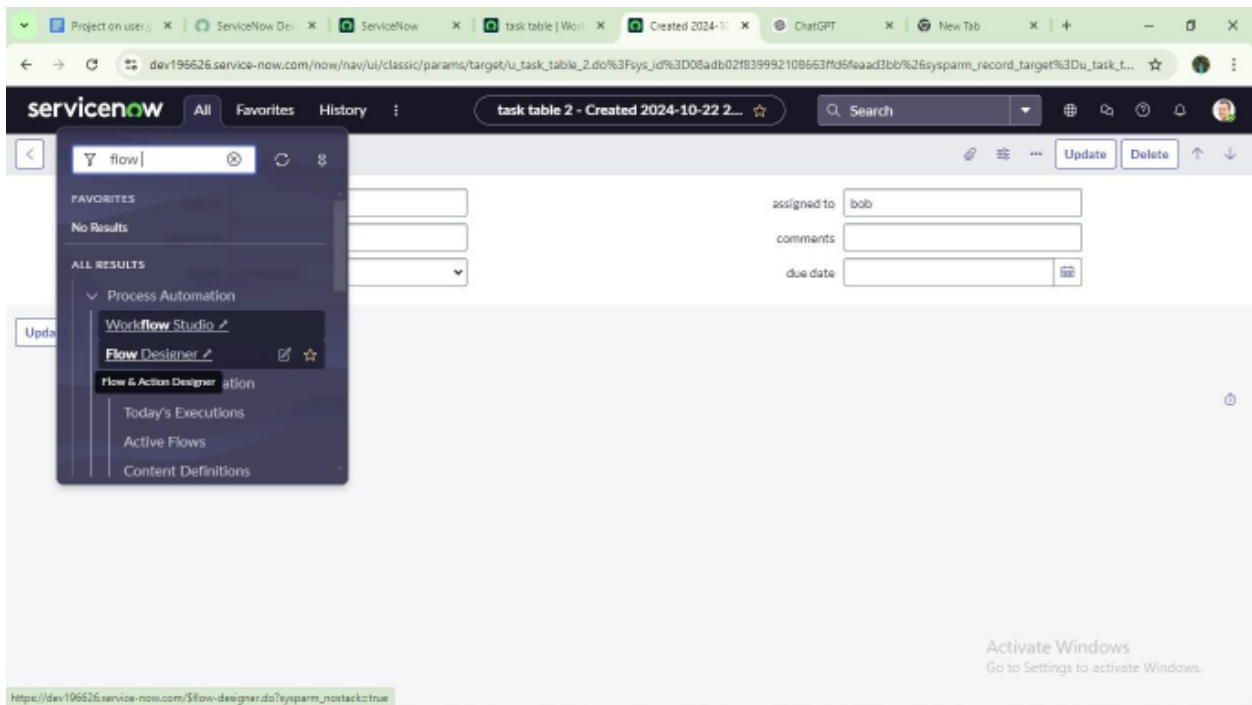 Project on user,
ServiceNow Dev
ServiceNow
task table | Work
Created 2024-10
ChatGPT
New Tab
dev196626.service-now.com/now/nav/ui/classic/params/target/u_task_table_2.do%3Fsys_id%3D08adb02f839992108663ffd6feaad3bb%26sysparm_record_target%3Du_task_t...
servicenow
All
Favorites
History
task table 2 - Created 2024-10-22 2...
Search
flow
Update
Delete
FAVORITES
No Results
ALL RESULTS
Process Automation
Workflow Studio
Flow Designer
Flow & Action Designer
ation
Today's Executions
Active Flows
Content Definitions
assigned to
bob
comments
due date
Upda
Activate Windows
Go to Settings to activate Windows.
https://dev196626.service-now.com/$flow-designer.do?sysparm_nostack=true